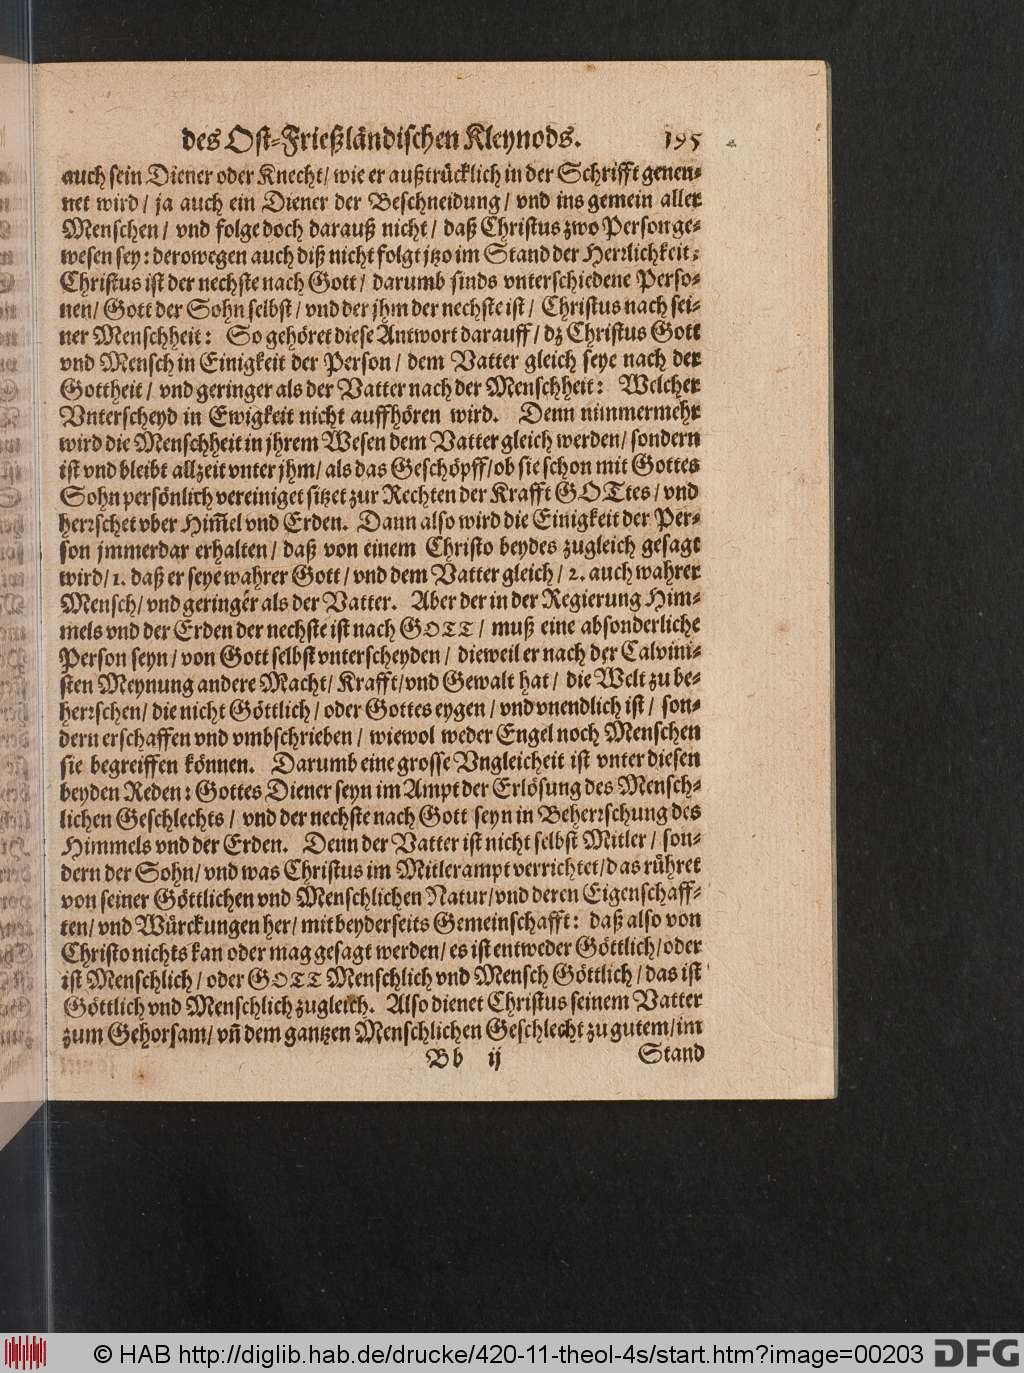 des Ost-Frießländischen Kleynods. 195
auch sein Diener oder Knecht/ wie er außtrücklich in der Schrifft genen-
net wird/ ja auch ein Diener der Beschneidung/ vnd ins gemein aller
Menschen/ vnd folge doch darauß nicht/ daß Christus zwo Person ge-
wesen sey: derowegen auch diß nicht folgt jtzo im Stand der Herrlichkeit:
Christus ist der nechste nach Gott/ darumb sinds vnterschiedene Perso-
nen/ Gott der Sohn selbst/ vnd der jhm der nechste ist/ Christus nach sei-
ner Menschheit: So gehöret diese Antwort darauff/ dz Christus Gott
vnd Mensch in Einigkeit der Person/ dem Vatter gleich seye nach der
Gottheit/ vnd geringer als der Vatter nach der Menschheit: Welcher
Vnterscheyd in Ewigkeit nicht auffhören wird. Denn nimmermehr
wird die Menschheit in jhrem Wesen dem Vatter gleich werden/ sondern
ist vnd bleibt allzeit vnter jhm/ als das Geschöpff/ ob sie schon mit Gottes
Sohn persönlich vereiniget sitzet zur Rechten der Krafft GOTtes/ vnd
herrschet vber Him̃el vnd Erden. Dann also wird die Einigkeit der Per-
son jmmerdar erhalten/ daß von einem Christo beydes zugleich gesagt
wird/ 1. daß er seye wahrer Gott/ vnd dem Vatter gleich/ 2. auch wahrer
Mensch/ vnd geringer als der Vatter. Aber der in der Regierung Him-
mels vnd der Erden der nechste ist nach GOTT/ muß eine absonderliche
Person seyn/ von Gott selbst vnterscheyden/ dieweil er nach der Calvini-
sten Meynung andere Macht/ Krafft/ vnd Gewalt hat/ die Welt zu be-
herrschen/ die nicht Göttlich/ oder Gottes eygen/ vnd vnendlich ist/ son-
dern erschaffen vnd vmbschrieben/ wiewol weder Engel noch Menschen
sie begreiffen können. Darumb eine grosse Vngleicheit ist vnter diesen
beyden Reden: Gottes Diener seyn im Ampt der Erlösung des Mensch-
lichen Geschlechts/ vnd der nechste nach Gott seyn in Beherrschung des
Himmels vnd der Erden. Denn der Vatter ist nicht selbst Mitler/ son-
dern der Sohn/ vnd was Christus im Mitlerampt verrichtet/ das rühret
von seiner Göttlichen vnd Menschlichen Natur/ vnd deren Eigenschaff-
ten/ vnd Würckungen her/ mit beyderseits Gemeinschafft: daß also von
Christo nichts kan oder mag gesagt werden/ es ist entweder Göttlich/ oder
ist Menschlich/ oder GOTT Menschlich vnd Mensch Göttlich/ das ist
Göttlich vnd Menschlich zugleich. Also dienet Christus seinem Vatter
zum Gehorsam/ vñ dem gantzen Menschlichen Geschlecht zu gutem/ im
Bb ij Stand
© HAB http://diglib.hab.de/drucke/420-11-theol-4s/start.htm?image=00203 DFG